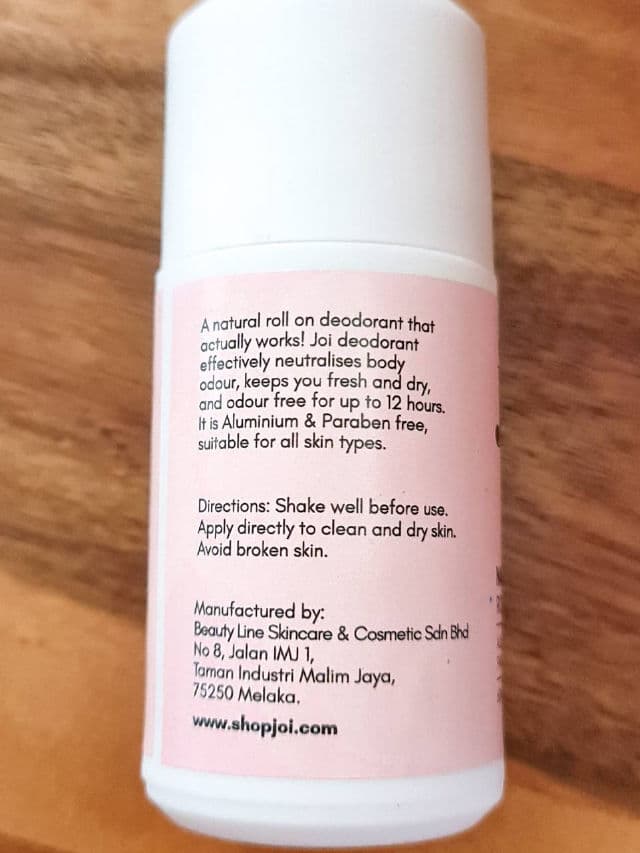 A natural roll on deodorant that
actually works! Joi deodorant
effectively neutralises body
odour, keeps you fresh and dry,
and odour free for up to 12 hours.
It is Aluminium & Paraben free,
suitable for all skin types.
Directions: Shake well before use.
Apply directly to clean and dry skin.
Avoid broken skin.
Manufactured by:
Beauty Line Skincare & Cosmetic Sdn Bhd
No 8, Jalan IMJ 1,
Taman Industri Malim Jaya,
75250 Melaka.
www.shopjoi.com